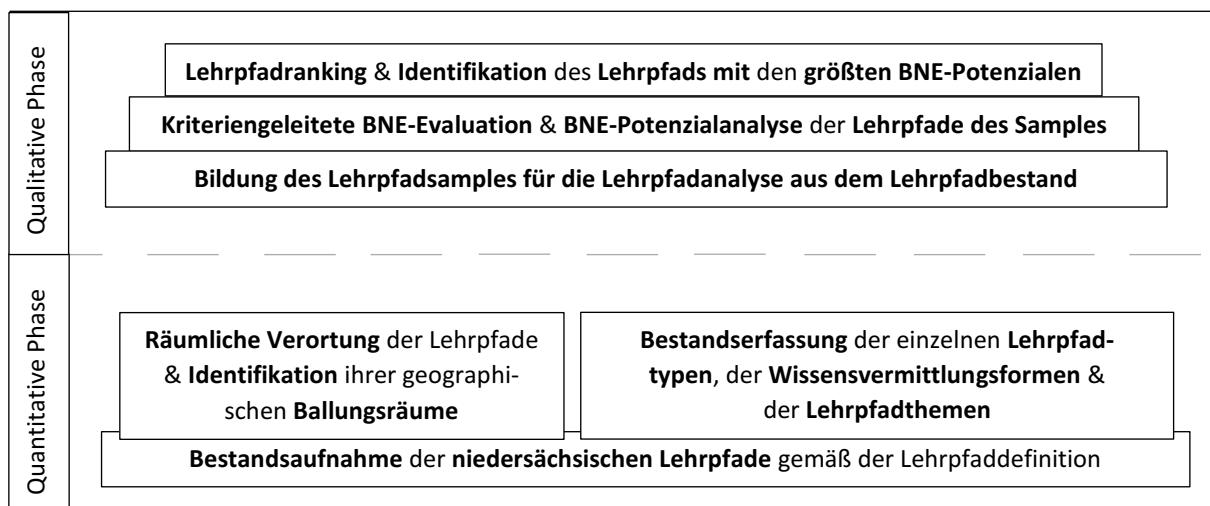 Qualitative Phase
Lehrpfadranking & Identifikation des Lehrpfads mit den größten BNE-Potenzialen
Kriteriengeleitete BNE-Evaluation & BNE-Potenzialanalyse der Lehrpfade des Samples
Bildung des Lehrpfadsamples für die Lehrpfadanalyse aus dem Lehrpfadbestand
Quantitative Phase
Räumliche Verortung der Lehrpfade
& Identifikation ihrer geographi-
schen Ballungsräume
Bestandserfassung der einzelnen Lehrpfad-
typen, der Wissensvermittlungsformen &
der Lehrpfadthemen
Bestandsaufnahme der niedersächsischen Lehrpfade gemäß der Lehrpfaddefinition